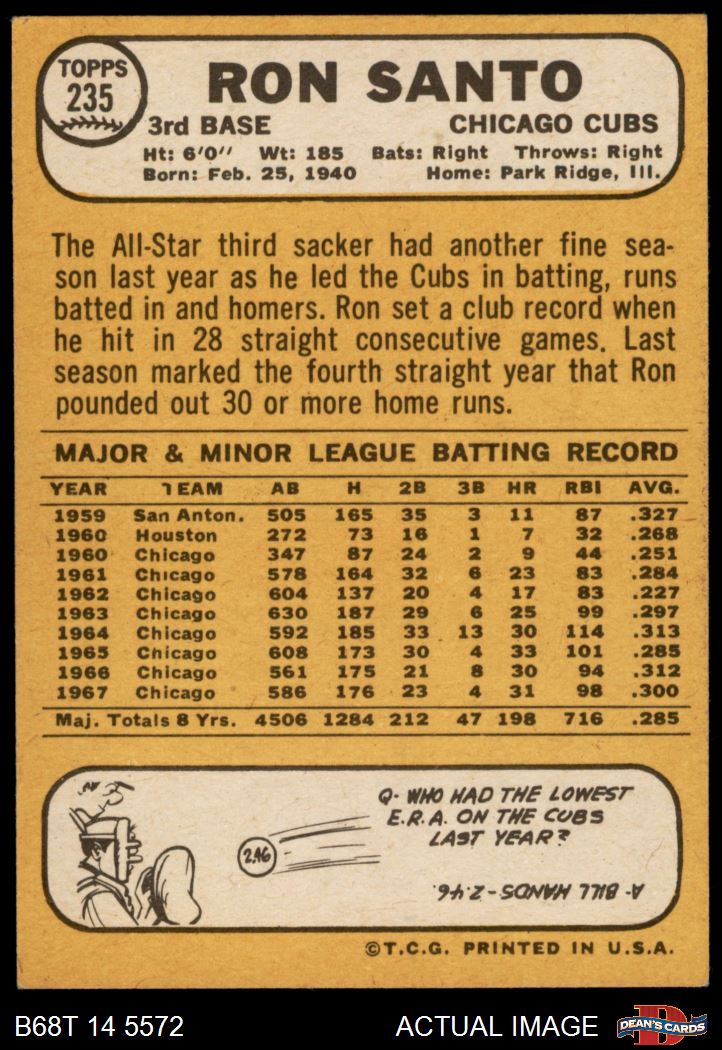 TOPPS
235
RON SANTO
3rd BASE CHICAGO CUBS
Ht: 6'0'' Wt: 185 Bats: Right Throws: Right
Born: Feb. 25, 1940 Home: Park Ridge, Ill.
The All-Star third sacker had another fine sea-
son last year as he led the Cubs in batting, runs
batted in and homers. Ron set a club record when
he hit in 28 straight consecutive games. Last
season marked the fourth straight year that Ron
pounded out 30 or more home runs.
MAJOR & MINOR LEAGUE BATTING RECORD
YEAR TEAM AB H 2B 3B HR RBI AVG.
1959 San Anton. 505 165 35 3 11 87 .327
1960 Houston 272 73 16 1 7 32 .268
1960 Chicago 347 87 24 2 9 44 .251
1961 Chicago 578 164 32 6 23 83 .284
1962 Chicago 604 137 20 4 17 83 .227
1963 Chicago 630 187 29 6 25 99 .297
1964 Chicago 592 185 33 13 30 114 .313
1965 Chicago 608 173 30 4 33 101 .285
1966 Chicago 561 175 21 8 30 94 .312
1967 Chicago 586 176 23 4 31 98 .300
Maj. Totals 8 Yrs. 4506 1284 212 47 198 716 .285
Q- WHO HAD THE LOWEST
E.R.A. ON THE CUBS
LAST YEAR?
2.46
A- BILL HANDS-2.46.
©T.C.G. PRINTED IN U.S.A.
B68T 14 5572 ACTUAL IMAGE
DEAN'S CARDS